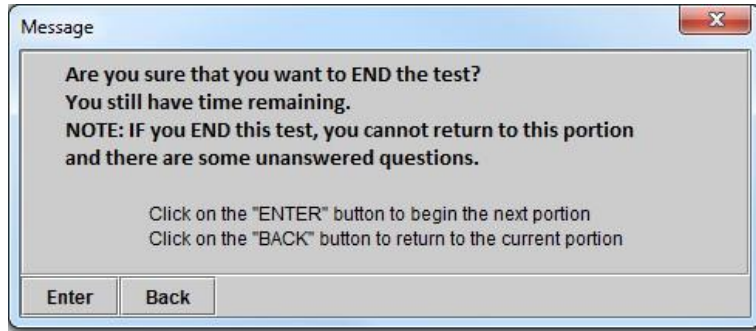 Message
Are you sure that you want to END the test?
You still have time remaining.
NOTE: IF you END this test, you cannot return to this portion
and there are some unanswered questions.
Click on the "ENTER" button to begin the next portion
Click on the "BACK" button to return to the current portion
Enter Back